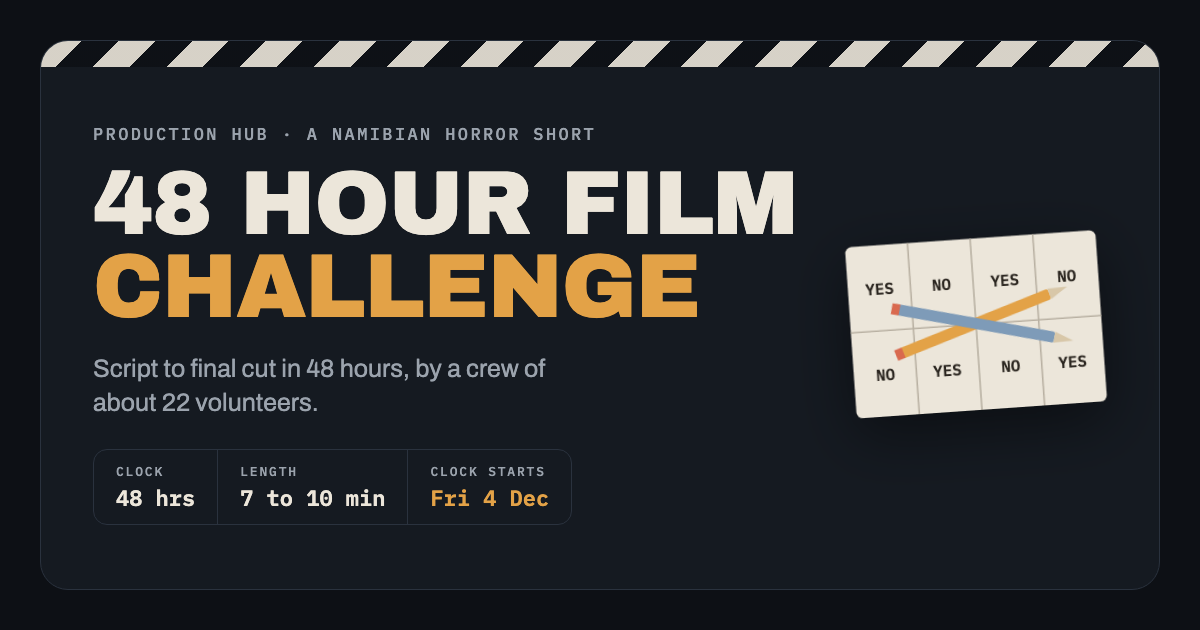 PRODUCTION HUB · A NAMIBIAN HORROR SHORT
48 HOUR FILM
CHALLENGE
Script to final cut in 48 hours, by a crew of
about 22 volunteers.
CLOCK
48 hrs
LENGTH
7 to 10 min
CLOCK STARTS
Fri 4 Dec
YES NO YES NO
NO YES NO YES